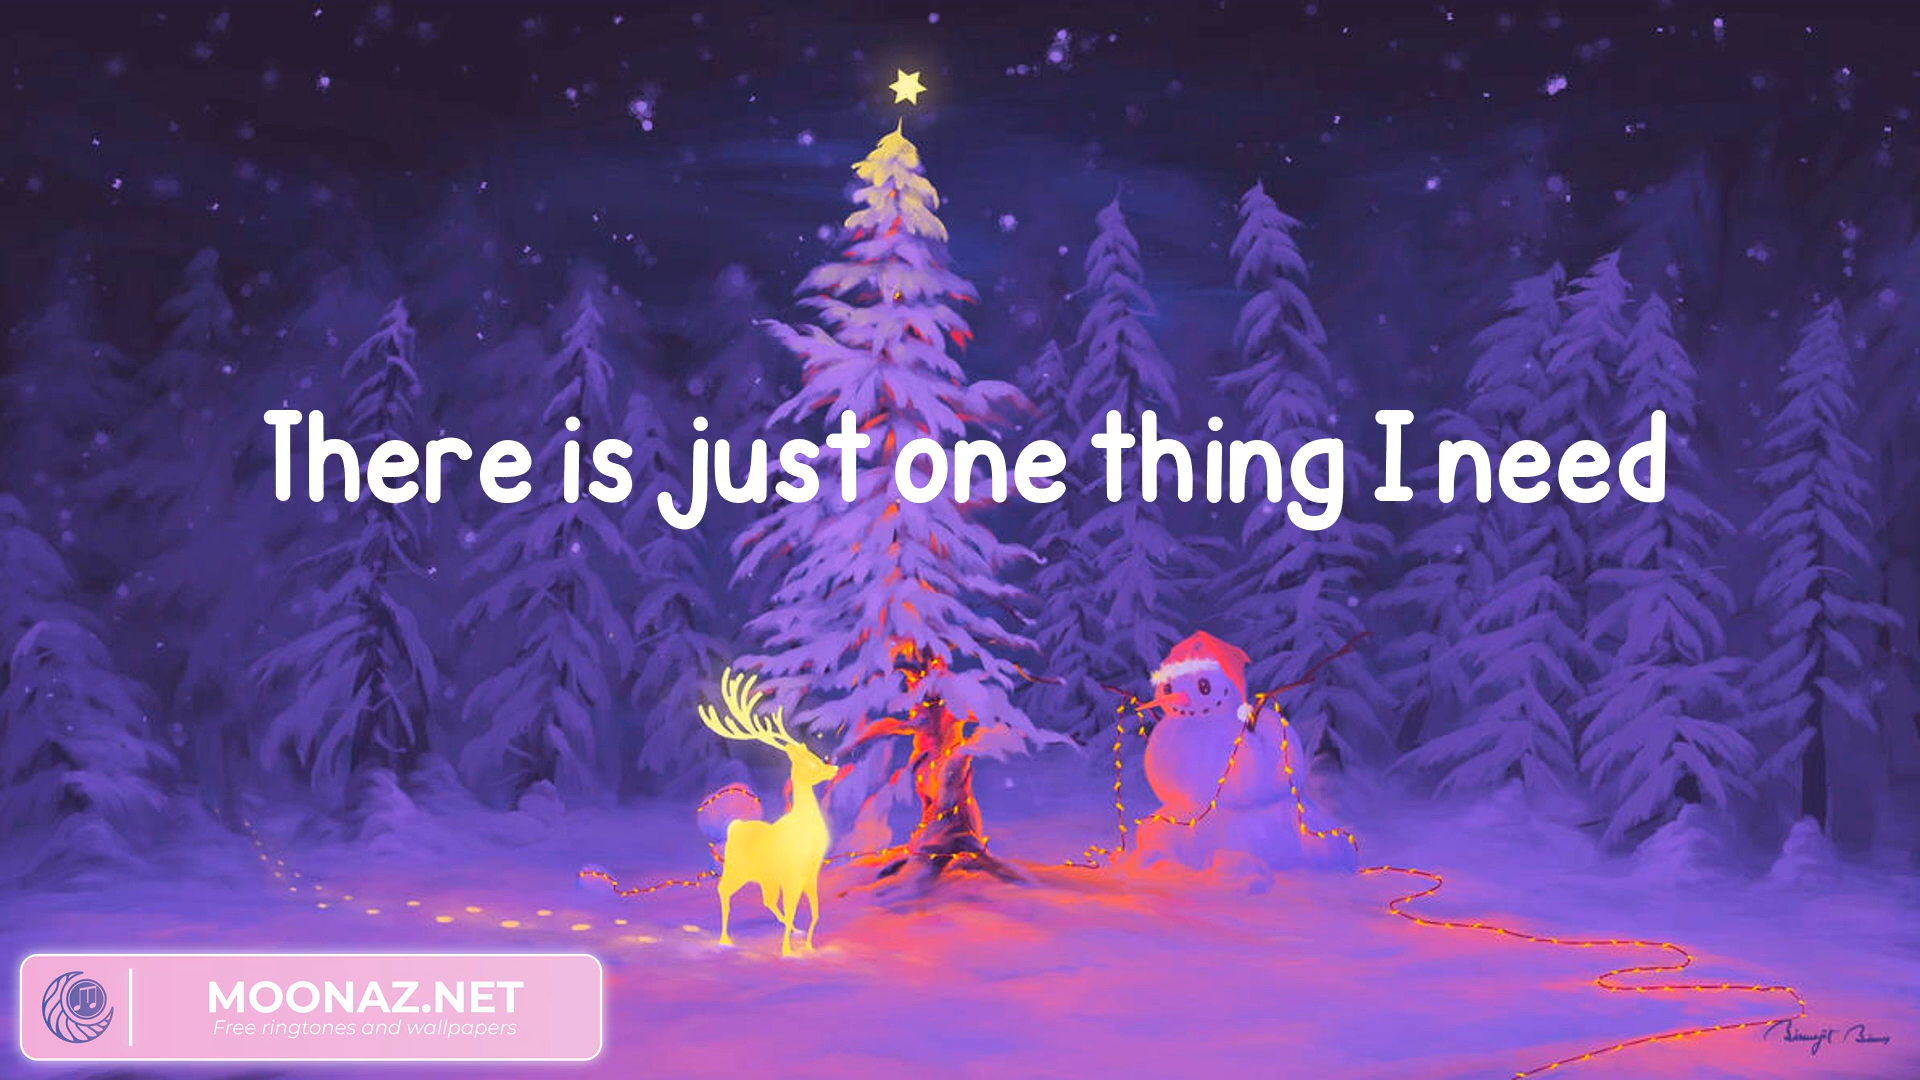 There is just one thing I need
MOONAZ.NET
Free ringtones and wallpapers